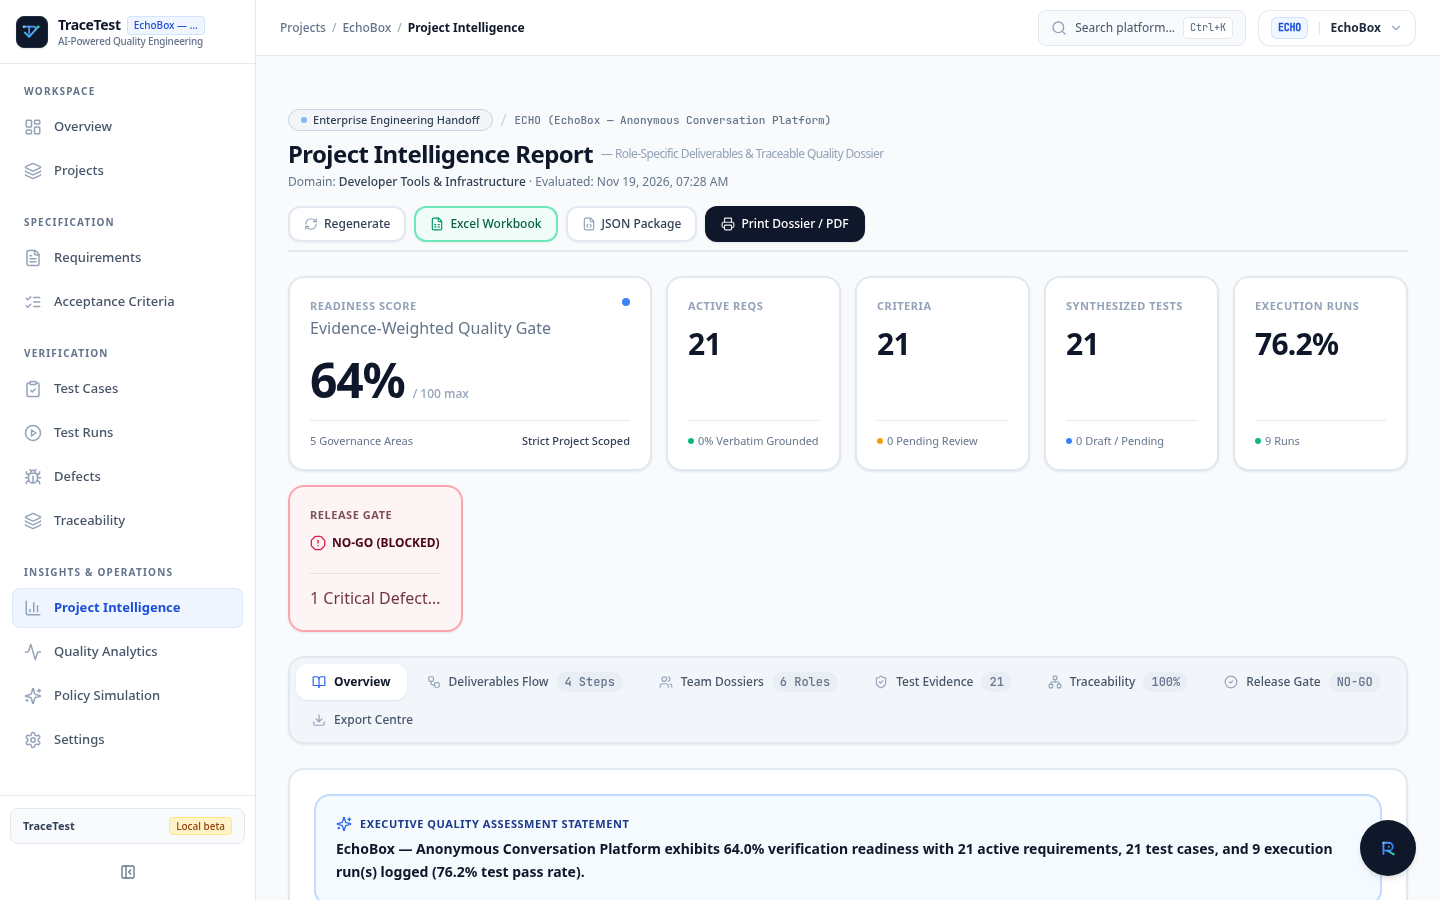 TraceTest
EchoBox — ...
AI-Powered Quality Engineering
WORKSPACE
Overview
Projects
SPECIFICATION
Requirements
Acceptance Criteria
VERIFICATION
Test Cases
Test Runs
Defects
Traceability
INSIGHTS & OPERATIONS
Project Intelligence
Quality Analytics
Policy Simulation
Settings
TraceTest
Local beta
Projects / EchoBox / Project Intelligence
Search platform... Ctrl+K
ECHO EchoBox
Enterprise Engineering Handoff / ECHO (EchoBox — Anonymous Conversation Platform)
Project Intelligence Report — Role-Specific Deliverables & Traceable Quality Dossier
Domain: Developer Tools & Infrastructure · Evaluated: Nov 19, 2026, 07:28 AM
Regenerate
Excel Workbook
JSON Package
Print Dossier / PDF
READINESS SCORE
Evidence-Weighted Quality Gate
64% / 100 max
5 Governance Areas
Strict Project Scoped
ACTIVE REQS
21
0% Verbatim Grounded
CRITERIA
21
0 Pending Review
SYNTHESIZED TESTS
21
0 Draft / Pending
EXECUTION RUNS
76.2%
9 Runs
RELEASE GATE
NO-GO (BLOCKED)
1 Critical Defect...
Overview
Deliverables Flow 4 Steps
Team Dossiers 6 Roles
Test Evidence 21
Traceability 100%
Release Gate NO-GO
Export Centre
EXECUTIVE QUALITY ASSESSMENT STATEMENT
EchoBox — Anonymous Conversation Platform exhibits 64.0% verification readiness with 21 active requirements, 21 test cases, and 9 execution
run(s) logged (76.2% test pass rate).